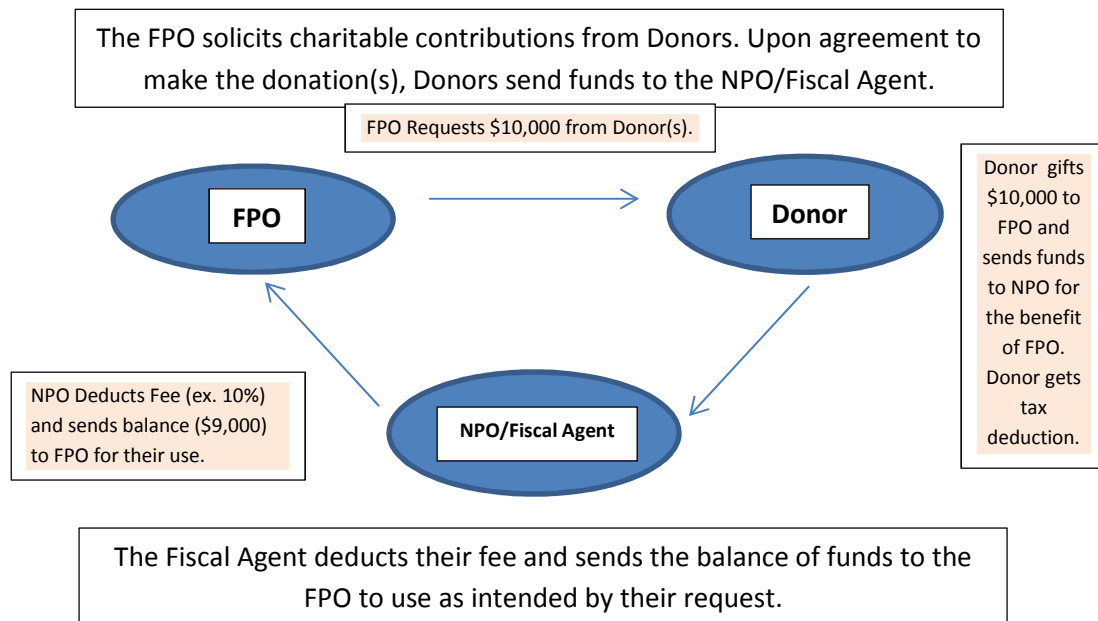 The FPO solicits charitable contributions from Donors. Upon agreement to
make the donation(s), Donors send funds to the NPO/Fiscal Agent.
FPO Requests $10,000 from Donor(s).
FPO
Donor
Donor gifts
$10,000 to
FPO and
sends funds
to NPO for
the benefit
of FPO.
Donor gets
tax
deduction.
NPO Deducts Fee (ex. 10%)
and sends balance ($9,000)
to FPO for their use.
NPO/Fiscal Agent
The Fiscal Agent deducts their fee and sends the balance of funds to the
FPO to use as intended by their request.